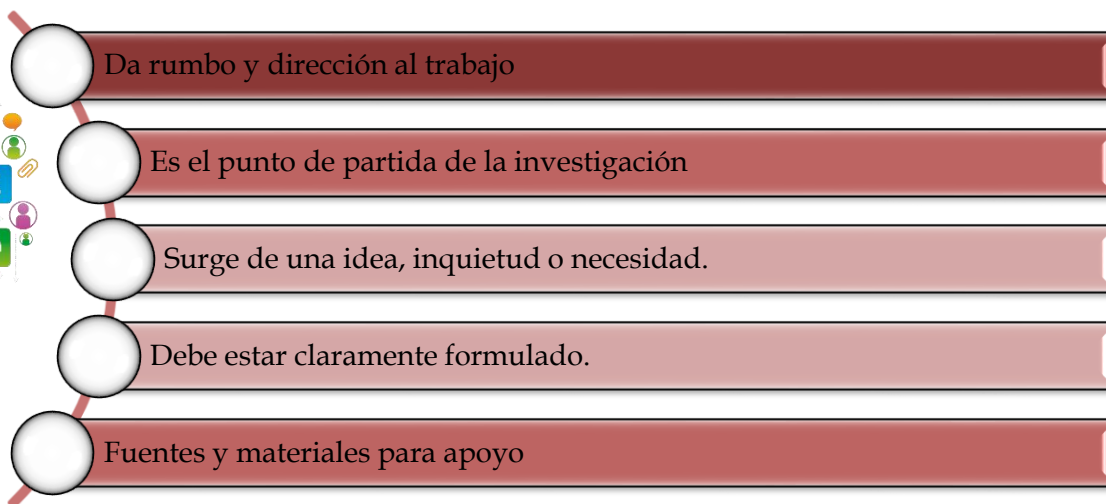 Da rumbo y dirección al trabajo
Es el punto de partida de la investigación
Surge de una idea, inquietud o necesidad.
Debe estar claramente formulado.
Fuentes y materiales para apoyo